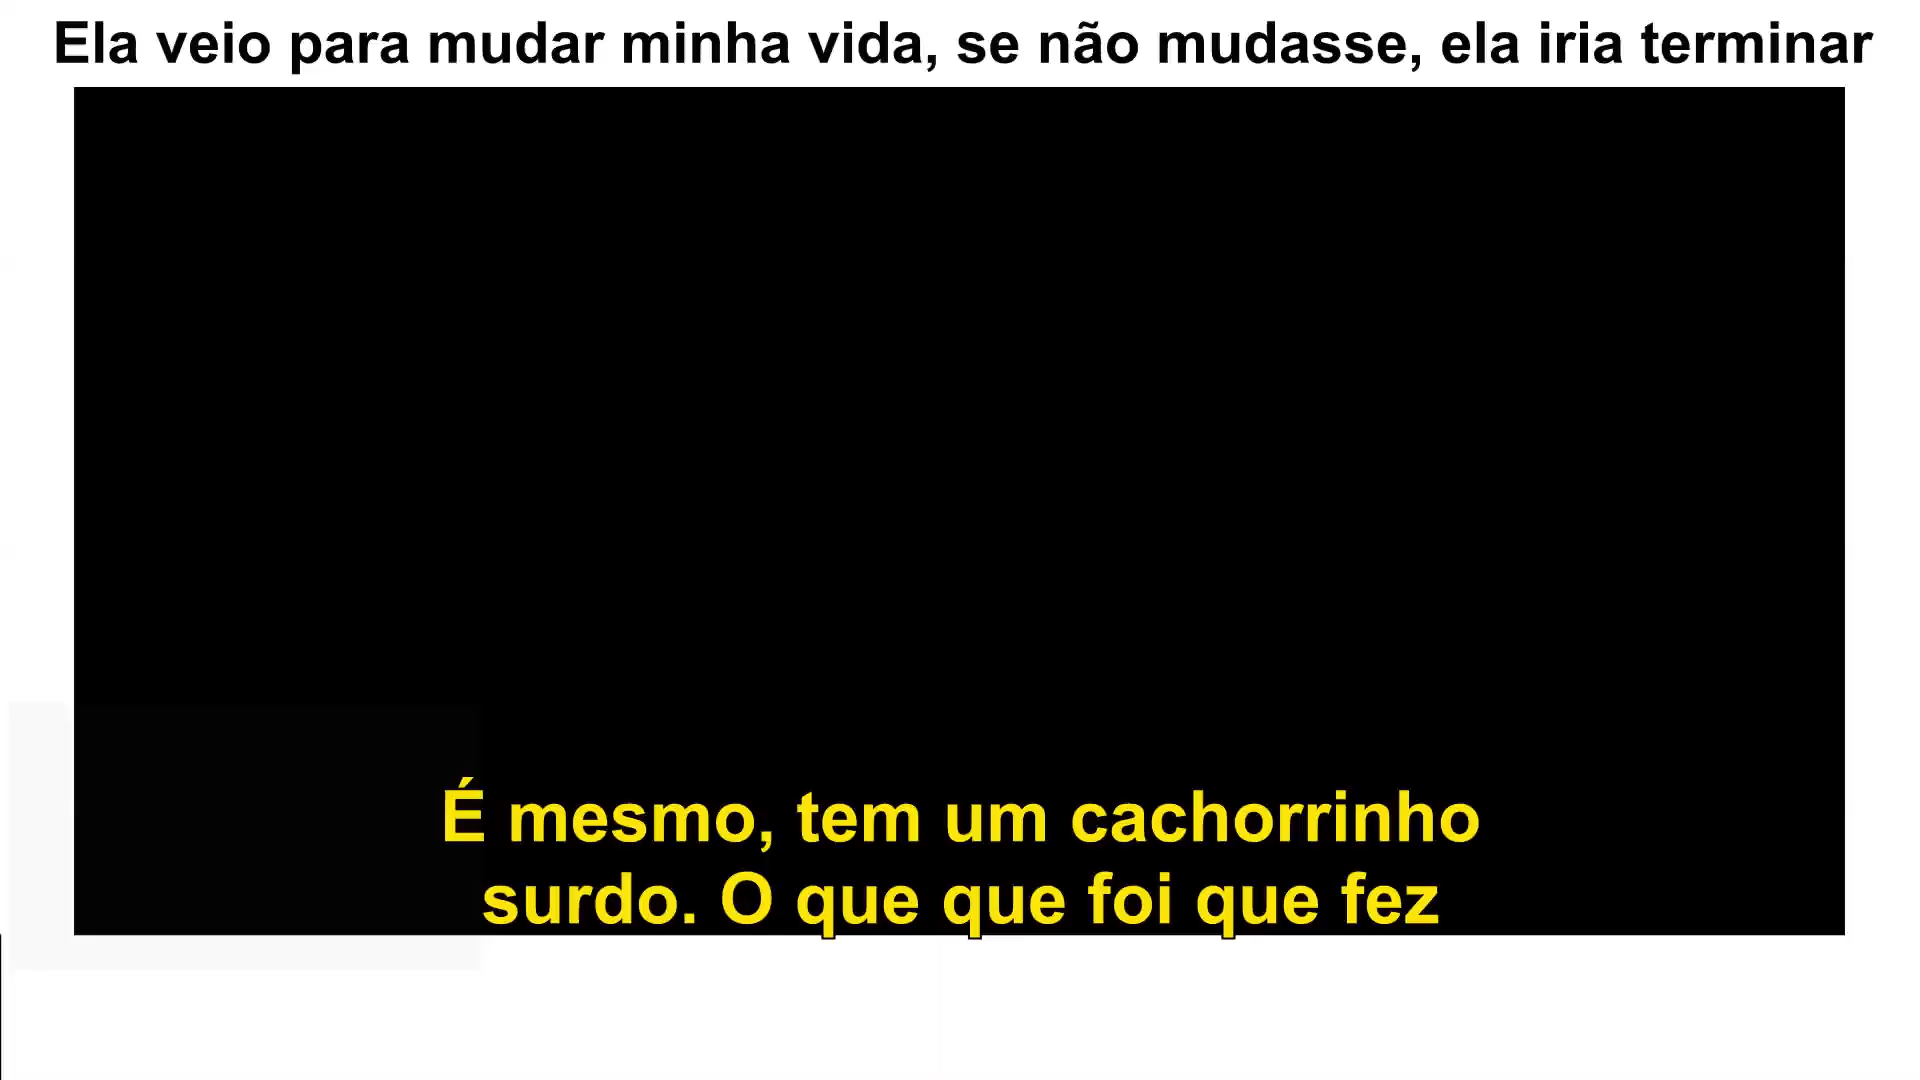 Ela veio para mudar minha vida, se não mudasse, ela iria terminar
É mesmo, tem um cachorrinho
surdo. O que que foi que fez